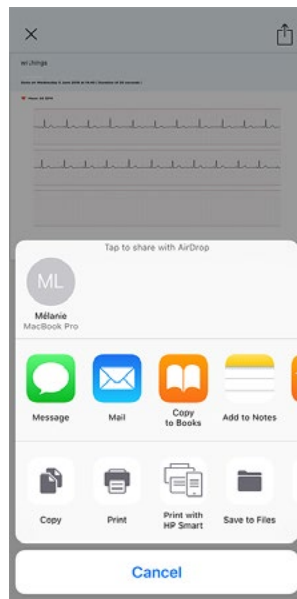 Tap to share with AirDrop
ML
Mélanie
MacBook Pro
Message
Mail
Copy
to Books
Add to Notes
Copy
Print
Print with
HP Smart
Save to Files
Cancel